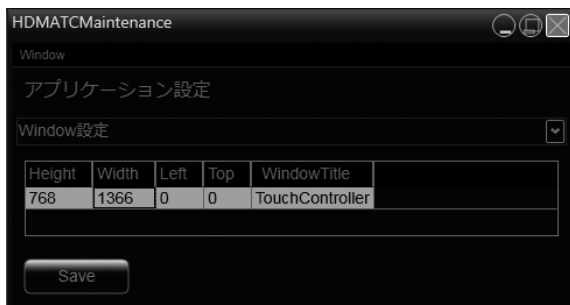 HDMATCMaintenance
Window
アプリケーション設定
Window設定
Height Width Left Top WindowTitle
768 1366 0 0 TouchController
Save